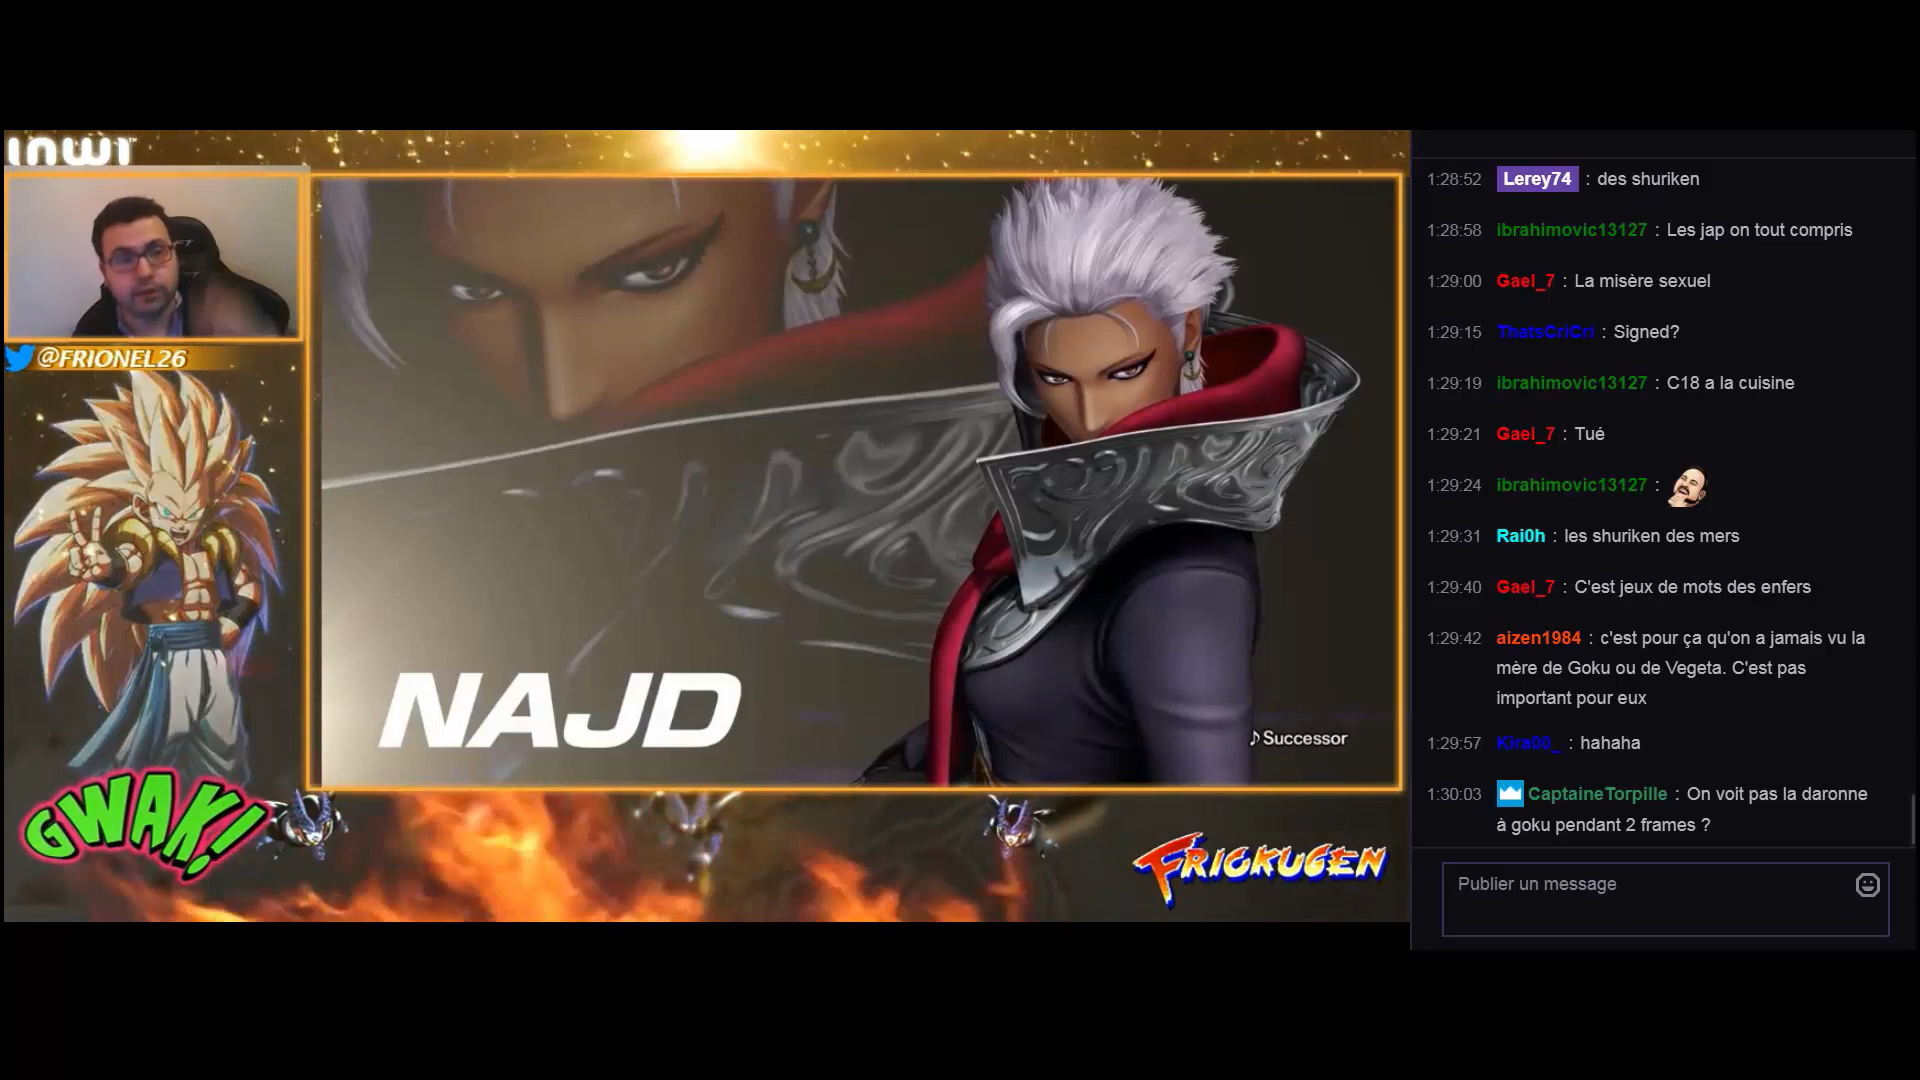 inwi
@FRIONEL26
NAJD
♪Successor
GWAK!
FRICKUGEN
1:28:52 Lerey74 : des shuriken
1:28:58 ibrahimovic13127 : Les jap on tout compris
1:29:00 Gael_7 : La misère sexuel
1:29:15 ThatsCriCri : Signed?
1:29:19 ibrahimovic13127 : C18 a la cuisine
1:29:21 Gael_7 : Tué
1:29:24 ibrahimovic13127 :
1:29:31 Rai0h : les shuriken des mers
1:29:40 Gael_7 : C'est jeux de mots des enfers
1:29:42 aizen1984 : c'est pour ça qu'on a jamais vu la
mère de Goku ou de Vegeta. C'est pas
important pour eux
1:29:57 Kira00_ : hahaha
1:30:03 CaptaineTorpille : On voit pas la daronne
à goku pendant 2 frames ?
Publier un message